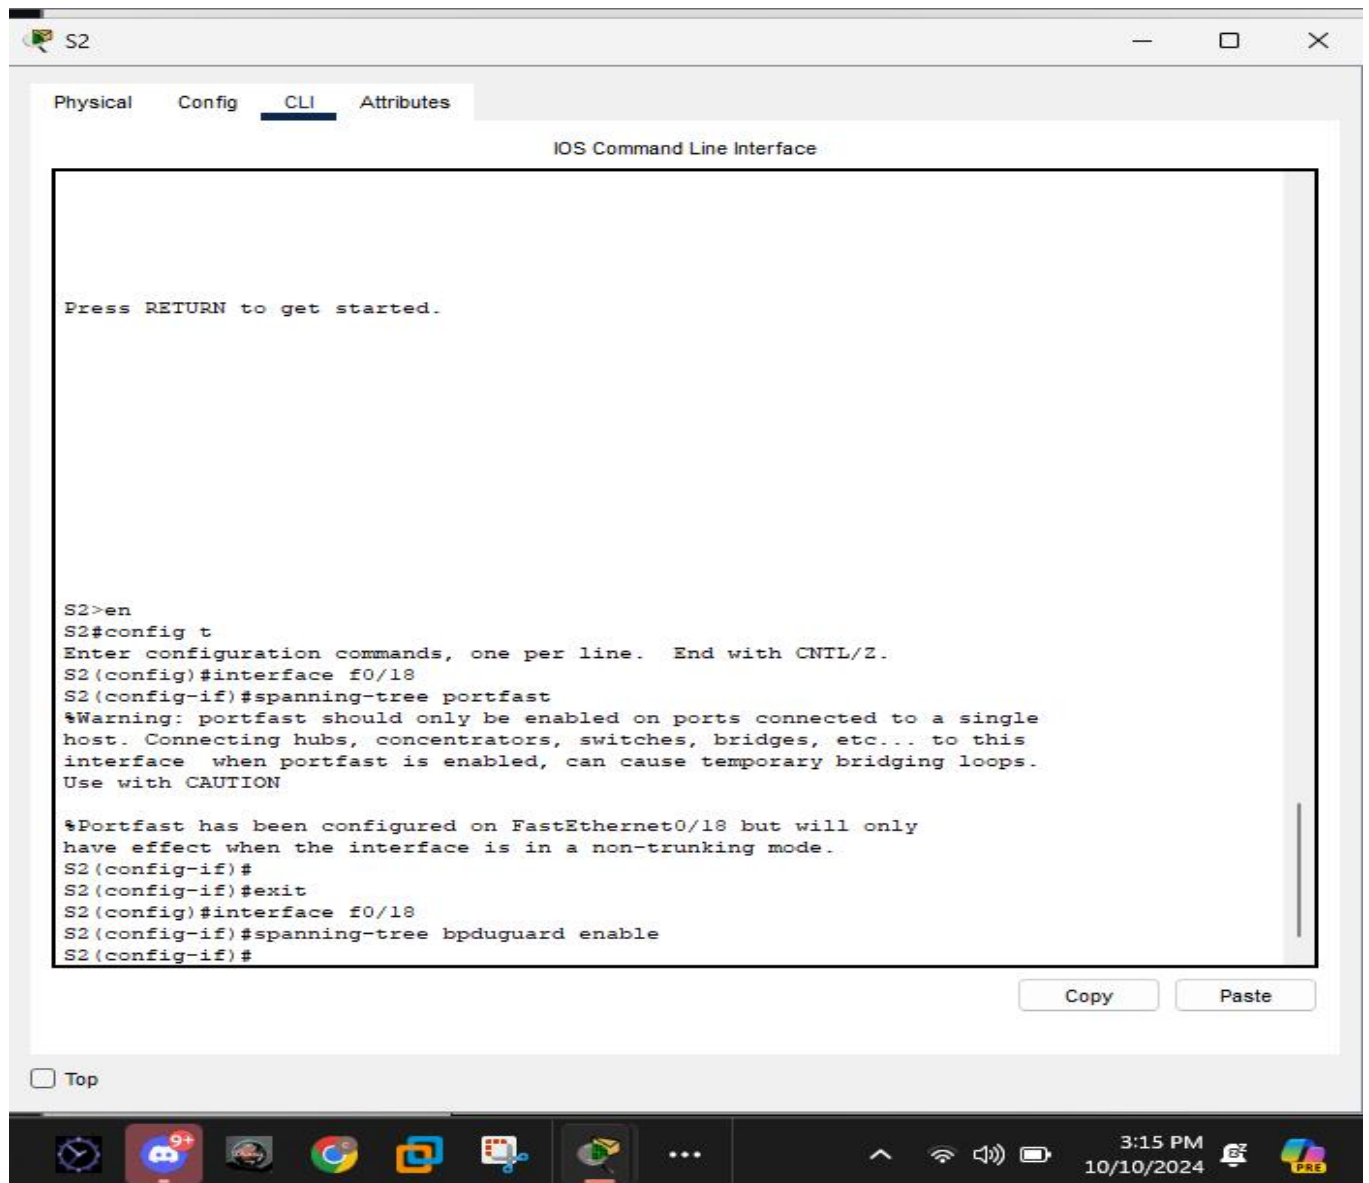 S2
Physical Config CLI Attributes
IOS Command Line Interface
Press RETURN to get started.
S2>en
S2#config t
Enter configuration commands, one per line.  End with CNTL/Z.
S2(config)#interface f0/18
S2(config-if)#spanning-tree portfast
%Warning: portfast should only be enabled on ports connected to a single
host. Connecting hubs, concentrators, switches, bridges, etc... to this
interface  when portfast is enabled, can cause temporary bridging loops.
Use with CAUTION
%Portfast has been configured on FastEthernet0/18 but will only
have effect when the interface is in a non-trunking mode.
S2(config-if)#
S2(config-if)#exit
S2(config)#interface f0/18
S2(config-if)#spanning-tree bpduguard enable
S2(config-if)#
Copy Paste
Top
9+
3:15 PM
10/10/2024
PRE